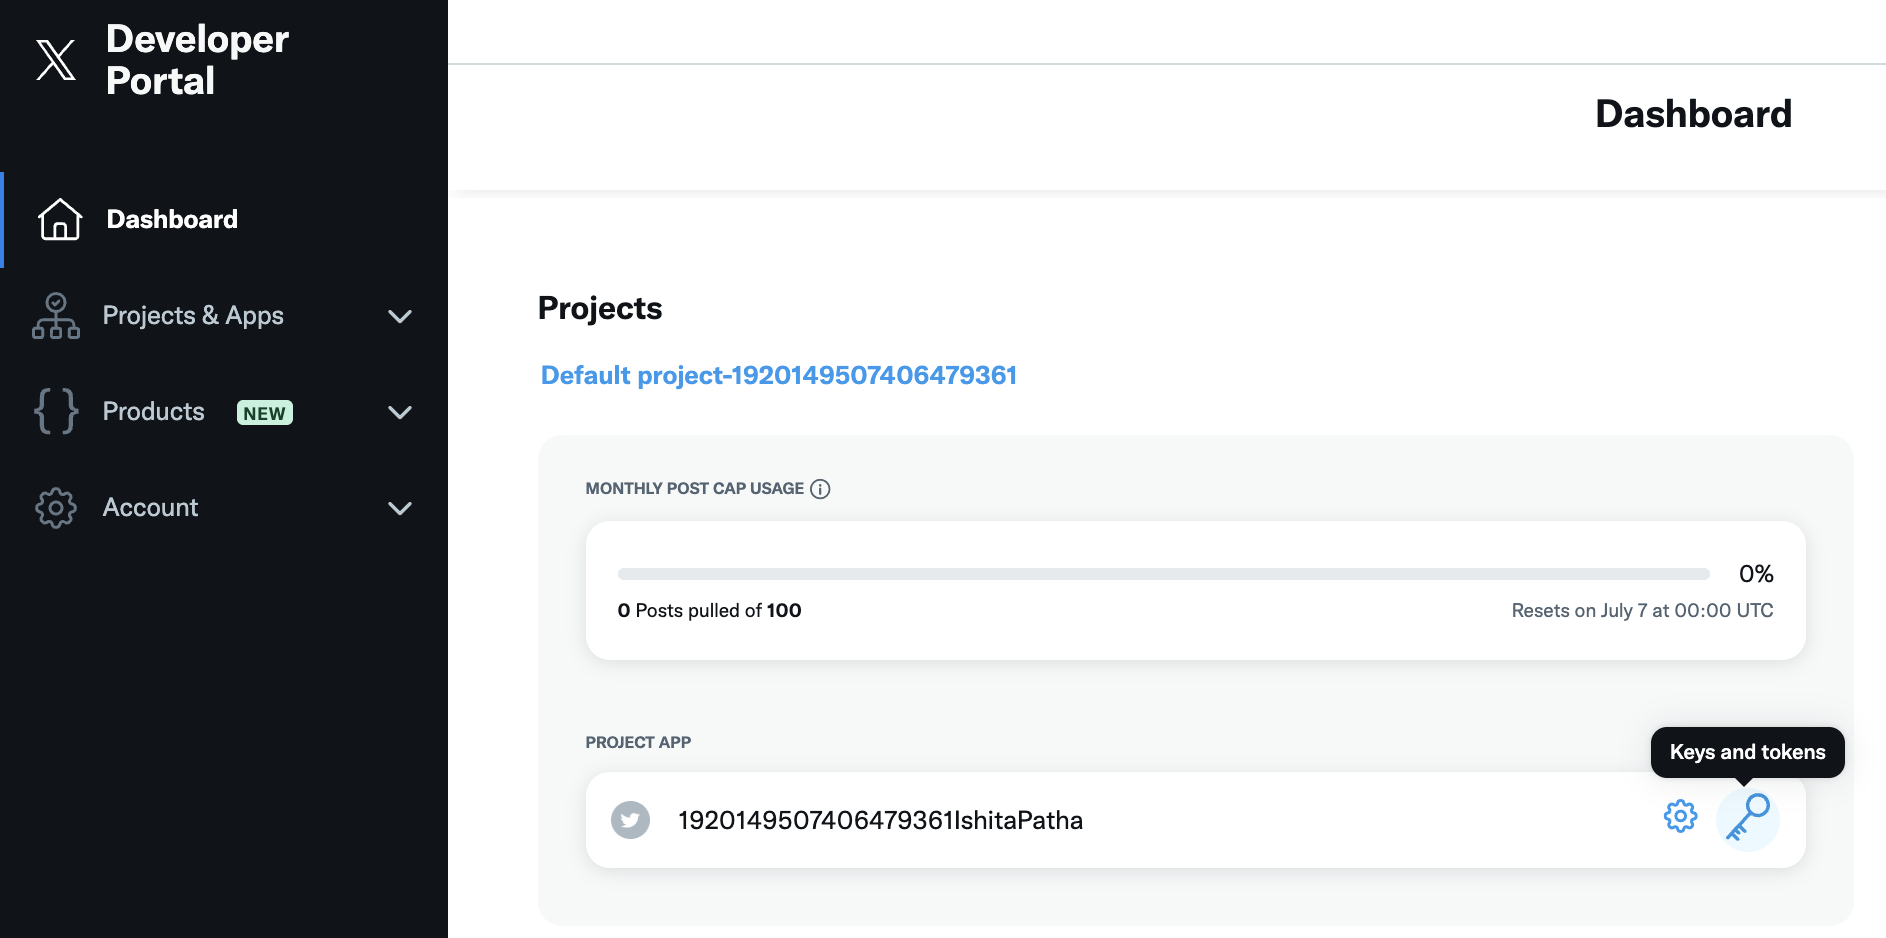 Developer
Portal
Dashboard
Projects & Apps
Products NEW
Account
Dashboard
Projects
Default project-1920149507406479361
MONTHLY POST CAP USAGE
0%
0 Posts pulled of 100
Resets on July 7 at 00:00 UTC
PROJECT APP
Keys and tokens
1920149507406479361IshitaPatha